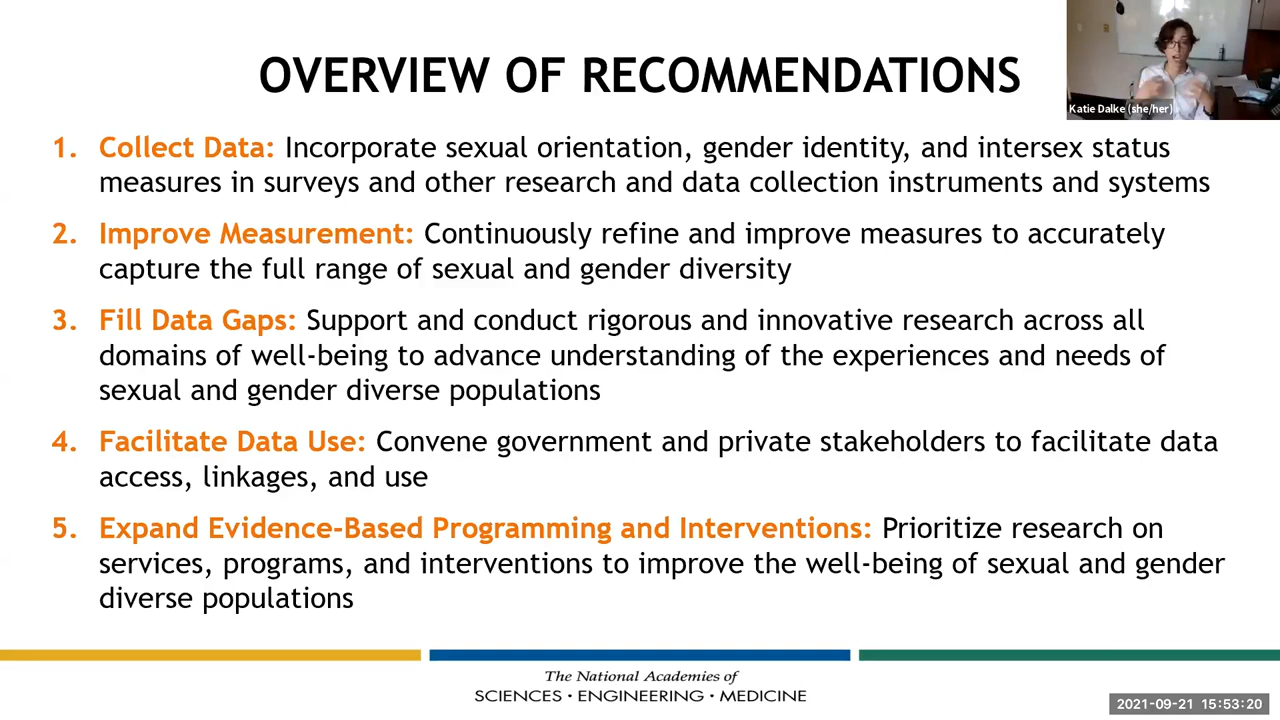 OVERVIEW OF RECOMMENDATIONS
Katie Dalke (she/her)
1. Collect Data: Incorporate sexual orientation, gender identity, and intersex status
measures in surveys and other research and data collection instruments and systems
2. Improve Measurement: Continuously refine and improve measures to accurately
capture the full range of sexual and gender diversity
3. Fill Data Gaps: Support and conduct rigorous and innovative research across all
domains of well-being to advance understanding of the experiences and needs of
sexual and gender diverse populations
4. Facilitate Data Use: Convene government and private stakeholders to facilitate data
access, linkages, and use
5. Expand Evidence-Based Programming and Interventions: Prioritize research on
services, programs, and interventions to improve the well-being of sexual and gender
diverse populations
The National Academies of
SCIENCES · ENGINEERING · MEDICINE
2021-09-21 15:53:20